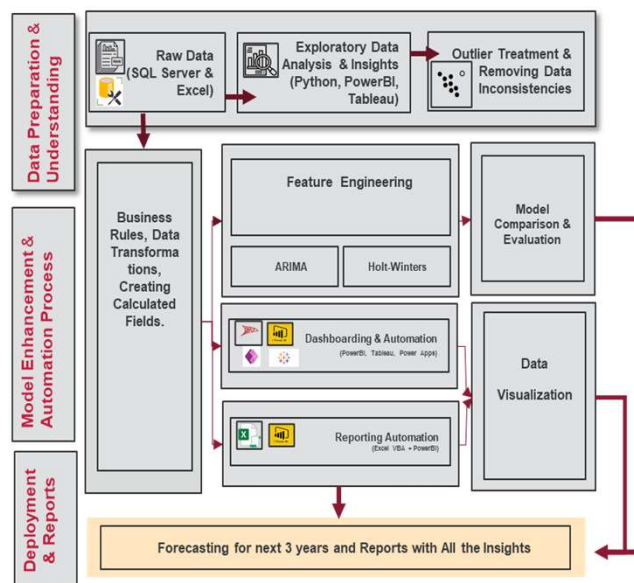 Data Preparation &
Understanding
Raw Data
(SQL Server &
Excel)
Exploratory Data
Analysis & Insights
(Python, PowerBI,
Tableau)
Outlier Treatment &
Removing Data
Inconsistencies
Model Enhancement &
Automation Process
Business
Rules, Data
Transforma
tions,
Creating
Calculated
Fields.
Feature Engineering
ARIMA
Holt-Winters
Model
Comparison &
Evaluation
Dashboarding & Automation
(PowerBI, Tableau, Power Apps)
Reporting Automation
(Excel VBA + PowerBI)
Data
Visualization
Deployment
& Reports
Forecasting for next 3 years and Reports with All the Insights